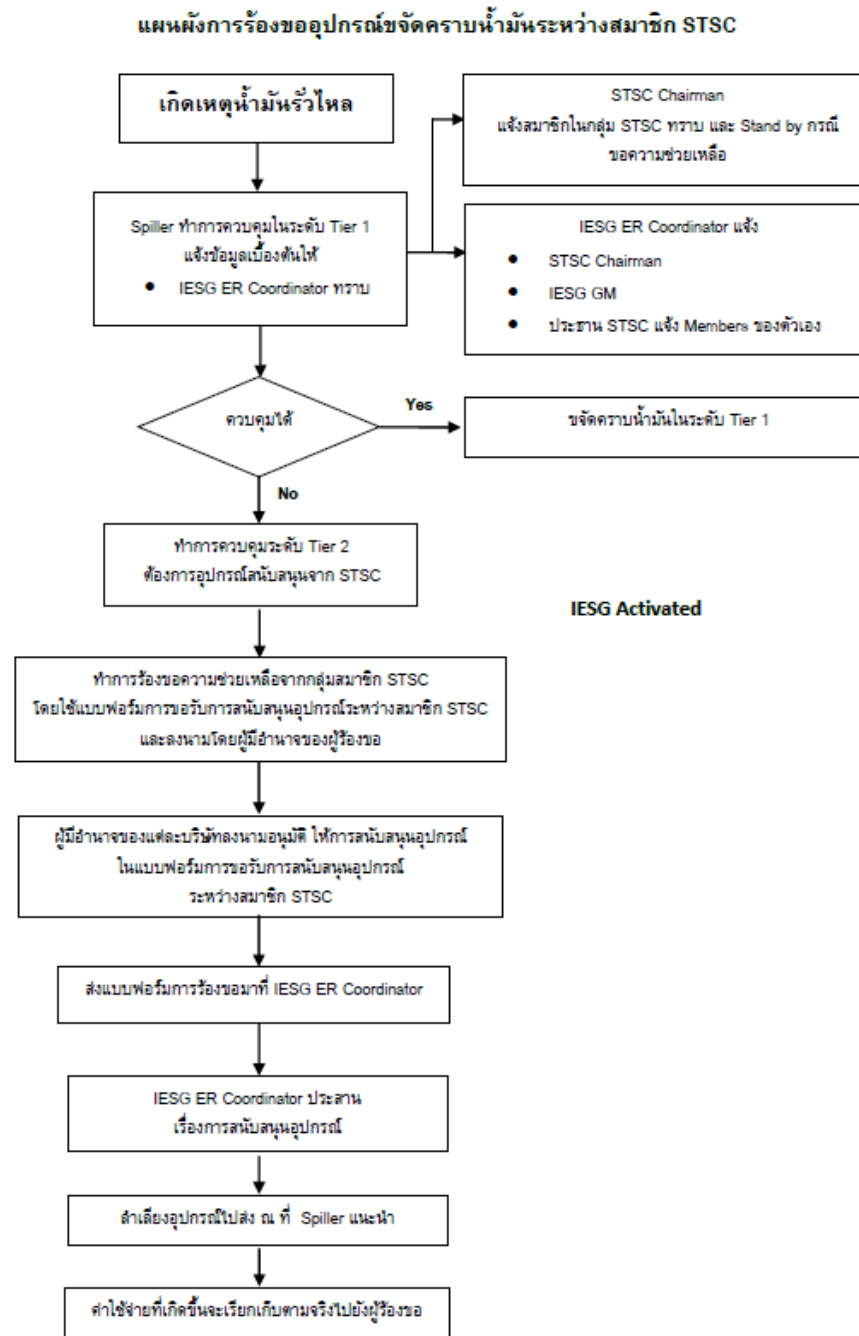 แผนผังการร้องขออุปกรณ์ขจัดคราบน้ำมันระหว่างสมาชิก STSC
เกิดเหตุน้ำมันรั่วไหล
STSC Chairman
แจ้งสมาชิกในกลุ่ม STSC ทราบ และ Stand by กรณี
ขอความช่วยเหลือ
Spiller ทำการควบคุมในระดับ Tier 1
แจ้งข้อมูลเบื้องต้นให้
● IESG ER Coordinator ทราบ
IESG ER Coordinator แจ้ง
● STSC Chairman
● IESG GM
● ประธาน STSC แจ้ง Members ของตัวเอง
ควบคุมได้
Yes
ขจัดคราบน้ำมันในระดับ Tier 1
No
ทำการควบคุมระดับ Tier 2
ต้องการอุปกรณ์สนับสนุนจาก STSC
IESG Activated
ทำการร้องขอความช่วยเหลือจากกลุ่มสมาชิก STSC
โดยใช้แบบฟอร์มการขอรับการสนับสนุนอุปกรณ์ระหว่างสมาชิก STSC
และลงนามโดยผู้มีอำนาจของผู้ร้องขอ
ผู้มีอำนาจของแต่ละบริษัทลงนามอนุมัติ ให้การสนับสนุนอุปกรณ์
ในแบบฟอร์มการขอรับการสนับสนุนอุปกรณ์
ระหว่างสมาชิก STSC
ส่งแบบฟอร์มการร้องขอมาที่ IESG ER Coordinator
IESG ER Coordinator ประสาน
เรื่องการสนับสนุนอุปกรณ์
ลำเลียงอุปกรณ์ไปส่ง ณ ที่ Spiller แนะนำ
ค่าใช้จ่ายที่เกิดขึ้นจะเรียกเก็บตามจริงไปยังผู้ร้องขอ